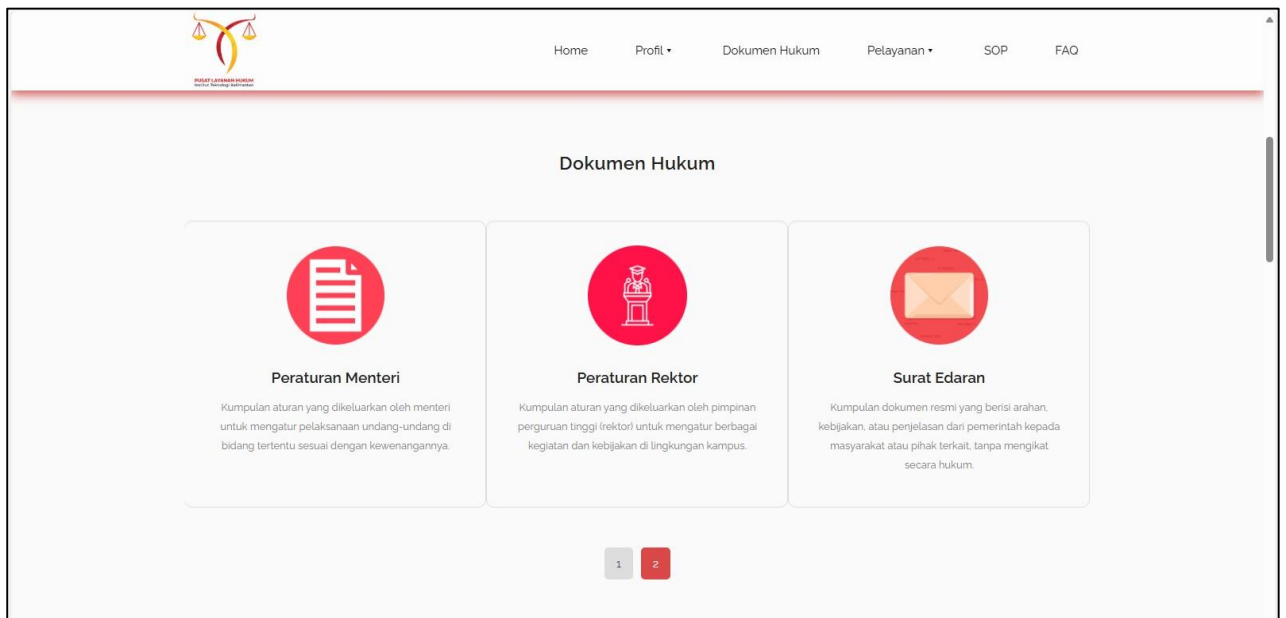 PUSAT LAYANAN HUKUM
Institut Teknologi Kalimantan
Home Profil Dokumen Hukum Pelayanan SOP FAQ
Dokumen Hukum
Peraturan Menteri
Kumpulan aturan yang dikeluarkan oleh menteri
untuk mengatur pelaksanaan undang-undang di
bidang tertentu sesuai dengan kewenangannya.
Peraturan Rektor
Kumpulan aturan yang dikeluarkan oleh pimpinan
perguruan tinggi (rektor) untuk mengatur berbagai
kegiatan dan kebijakan di lingkungan kampus.
Surat Edaran
Kumpulan dokumen resmi yang berisi arahan,
kebijakan, atau penjelasan dari pemerintah kepada
masyarakat atau pihak terkait, tanpa mengikat
secara hukum.
1 2